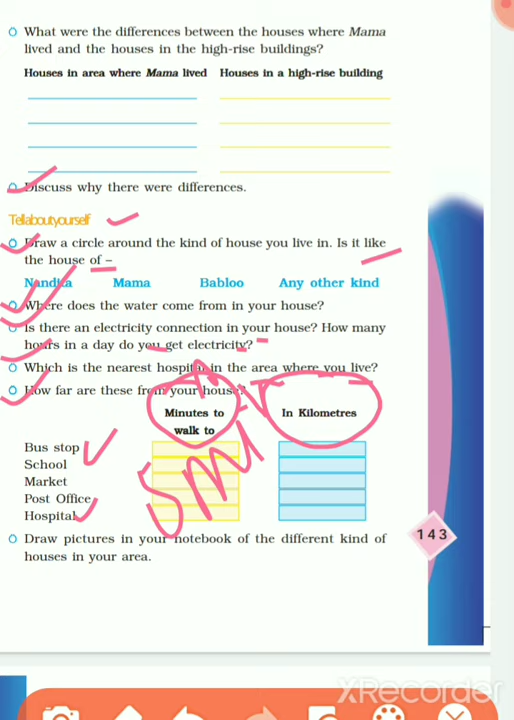 What were the differences between the houses where Mama
lived and the houses in the high-rise buildings?
Houses in area where Mama lived Houses in a high-rise building
Discuss why there were differences.
Tellaboutyourself
Draw a circle around the kind of house you live in. Is it like
the house of –
Nandita Mama Babloo Any other kind
Where does the water come from in your house?
Is there an electricity connection in your house? How many
hours in a day do you get electricity?
Which is the nearest hospital in the area where you live?
How far are these from your house?
Minutes to In Kilometres
walk to
Bus stop
School
Market
Post Office
Hospital
Draw pictures in your notebook of the different kind of
houses in your area.
143
XRecorder